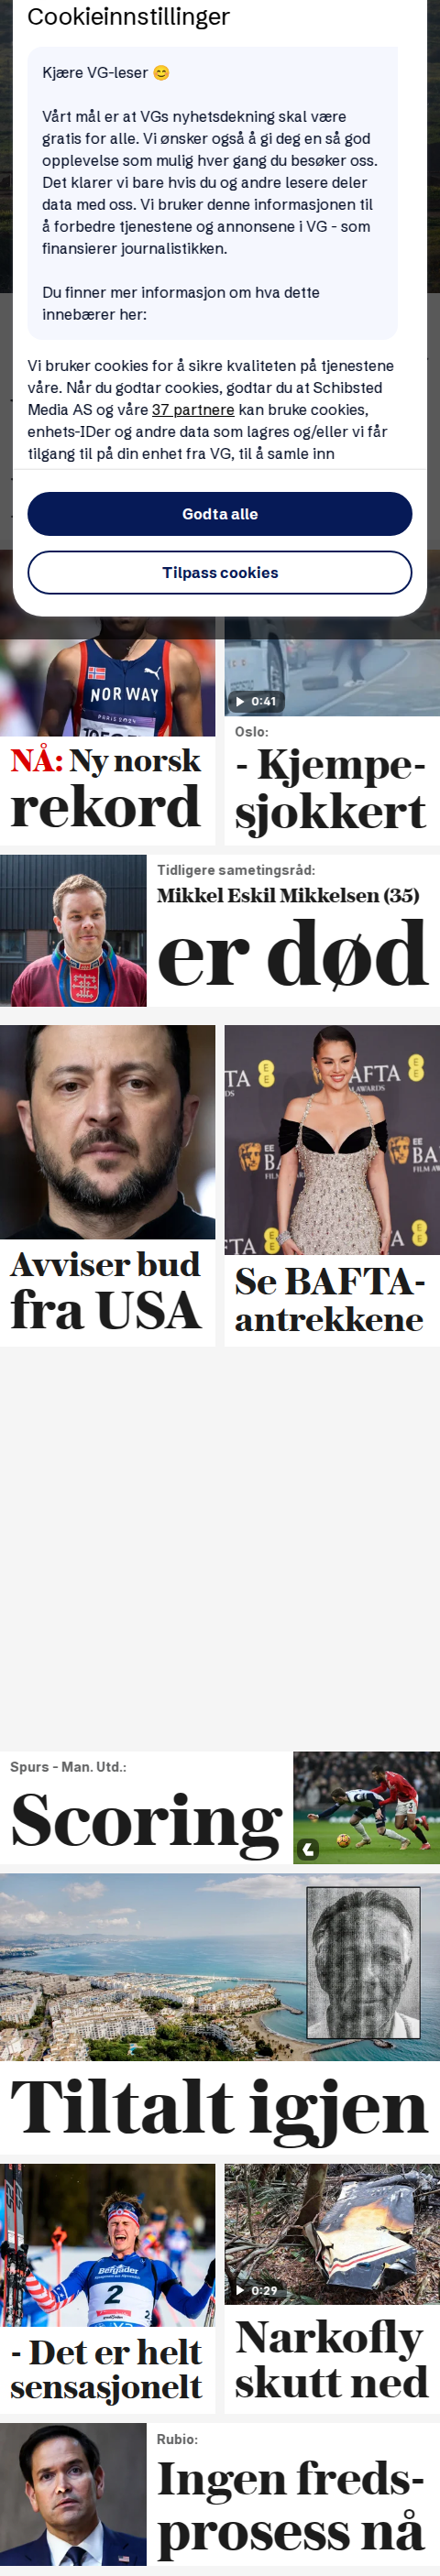 Cookieinnstillinger
Kjære VG-leser 😊
Vårt mål er at VGs nyhetsdekning skal være
gratis for alle. Vi ønsker også å gi deg en så god
opplevelse som mulig hver gang du besøker oss.
Det klarer vi bare hvis du og andre lesere deler
data med oss. Vi bruker denne informasjonen til
å forbedre tjenestene og annonsene i VG - som
finansierer journalistikken.
Du finner mer informasjon om hva dette
innebærer her:
Vi bruker cookies for å sikre kvaliteten på tjenestene
våre. Når du godtar cookies, godtar du at Schibsted
Media AS og våre 37 partnere kan bruke cookies,
enhets-IDer og andre data som lagres og/eller vi får
tilgang til på din enhet fra VG, til å samle inn
Godta alle
Tilpass cookies
NORWAY
PARIS 2024
0:41
NÅ: Ny norsk
rekord
Oslo:
- Kjempe-
sjokkert
Tidligere sametingsråd:
Mikkel Eskil Mikkelsen (35)
er død
Avviser bud
fra USA
Se BAFTA-
antrekkene
Spurs - Man. Utd.:
Scoring
Tiltalt igjen
2
- Det er helt
sensasjonelt
0:29
Narkofly
skutt ned
Rubio:
Ingen freds-
prosess nå